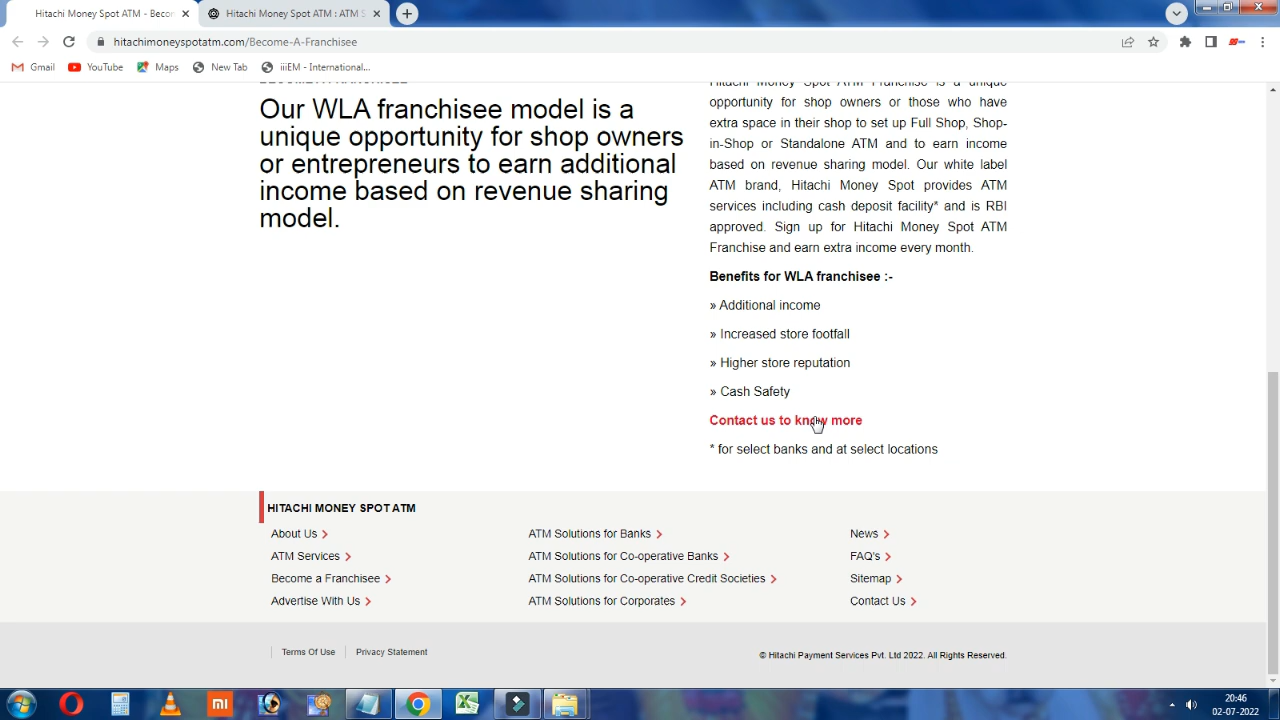 Hitachi Money Spot ATM - Becor
Hitachi Money Spot ATM : ATM S
hitachimoneyspotatm.com/Become-A-Franchisee
Gmail
YouTube
Maps
New Tab
iiiEM - International...
Our WLA franchisee model is a
unique opportunity for shop owners
or entrepreneurs to earn additional
income based on revenue sharing
model.
Hitachi Money Spot ATM Franchise is a unique
opportunity for shop owners or those who have
extra space in their shop to set up Full Shop, Shop-
in-Shop or Standalone ATM and to earn income
based on revenue sharing model. Our white label
ATM brand, Hitachi Money Spot provides ATM
services including cash deposit facility* and is RBI
approved. Sign up for Hitachi Money Spot ATM
Franchise and earn extra income every month.
Benefits for WLA franchisee :-
» Additional income
» Increased store footfall
» Higher store reputation
» Cash Safety
Contact us to know more
* for select banks and at select locations
HITACHI MONEY SPOT ATM
About Us
ATM Services
Become a Franchisee
Advertise With Us
ATM Solutions for Banks
ATM Solutions for Co-operative Banks
ATM Solutions for Co-operative Credit Societies
ATM Solutions for Corporates
News
FAQ's
Sitemap
Contact Us
Terms Of Use
Privacy Statement
© Hitachi Payment Services Pvt. Ltd 2022. All Rights Reserved.
20:46
02-07-2022